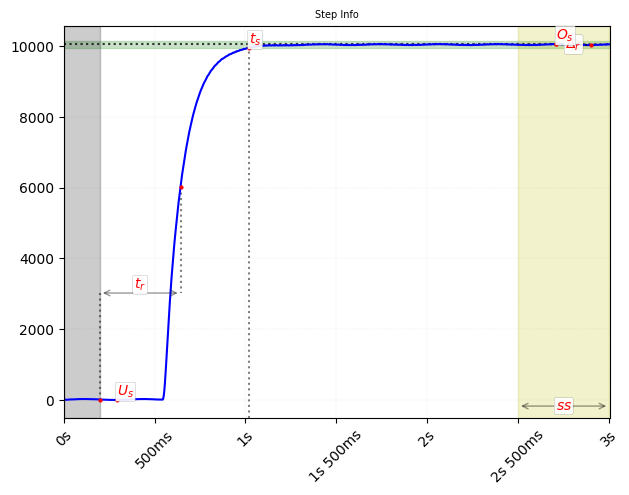 Step Info
10000
8000
6000
4000
2000
0
t_s
O_s
Δ_r
t_r
U_s
ss
0s
500ms
1s
1s 500ms
2s
2s 500ms
3s